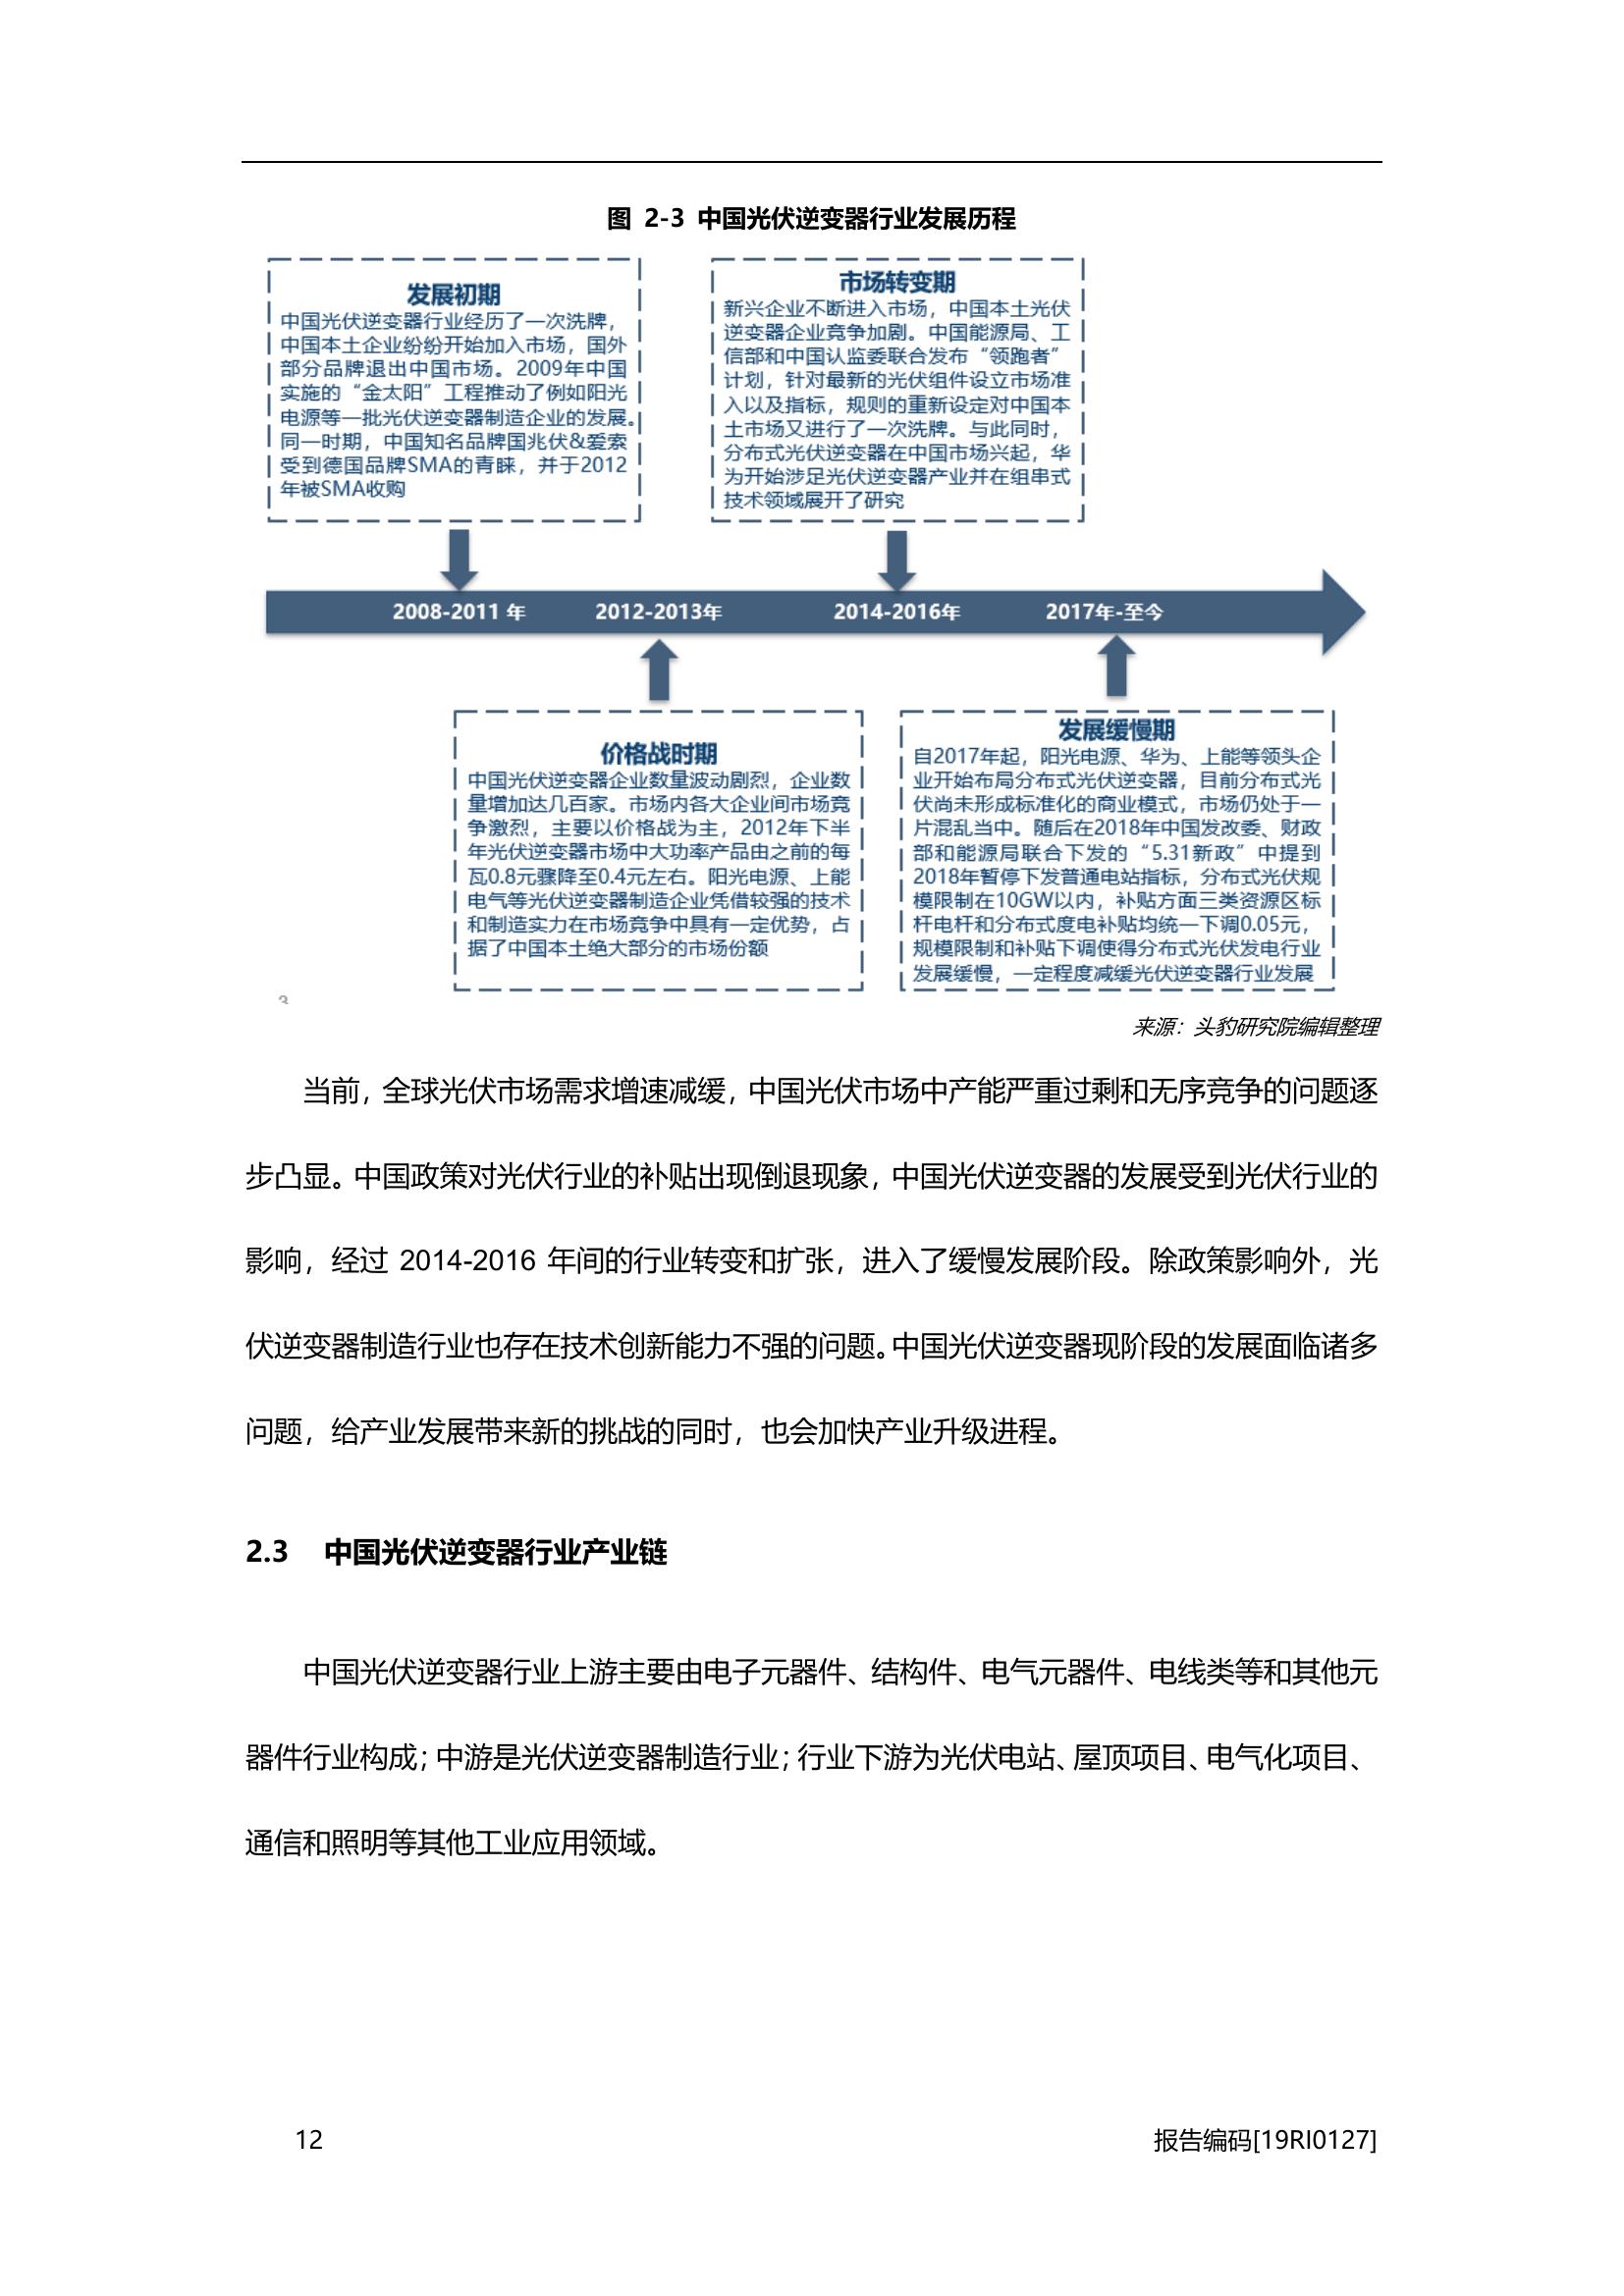 图 2-3 中国光伏逆变器行业发展历程
发展初期
中国光伏逆变器行业经历了一次洗牌，
中国本土企业纷纷开始加入市场，国外
部分品牌退出中国市场。2009年中国
实施的“金太阳”工程推动了例如阳光
电源等一批光伏逆变器制造企业的发展。
同一时期，中国知名品牌国兆伏&爱索
受到德国品牌SMA的青睐，并于2012
年被SMA收购
市场转变期
新兴企业不断进入市场，中国本土光伏
逆变器企业竞争加剧。中国能源局、工
信部和中国认监委联合发布“领跑者”
计划，针对最新的光伏组件设立市场准
入以及指标，规则的重新设定对中国本
土市场又进行了一次洗牌。与此同时，
分布式光伏逆变器在中国市场兴起，华
为开始涉足光伏逆变器产业并在组串式
技术领域展开了研究
2008-2011 年 2012-2013年 2014-2016年 2017年-至今
价格战时期
中国光伏逆变器企业数量波动剧烈，企业数
量增加达几百家。市场内各大企业间市场竞
争激烈，主要以价格战为主，2012年下半
年光伏逆变器市场中大功率产品由之前的每
瓦0.8元骤降至0.4元左右。阳光电源、上能
电气等光伏逆变器制造企业凭借较强的技术
和制造实力在市场竞争中具有一定优势，占
据了中国本土绝大部分的市场份额
发展缓慢期
自2017年起，阳光电源、华为、上能等领头企
业开始布局分布式光伏逆变器，目前分布式光
伏尚未形成标准化的商业模式，市场仍处于一
片混乱当中。随后在2018年中国发改委、财政
部和能源局联合下发的“5.31新政”中提到
2018年暂停下发普通电站指标，分布式光伏规
模限制在10GW以内，补贴方面三类资源区标
杆电杆和分布式度电补贴均统一下调0.05元，
规模限制和补贴下调使得分布式光伏发电行业
发展缓慢，一定程度减缓光伏逆变器行业发展
3
来源：头豹研究院编辑整理
当前，全球光伏市场需求增速减缓，中国光伏市场中产能严重过剩和无序竞争的问题逐
步凸显。中国政策对光伏行业的补贴出现倒退现象，中国光伏逆变器的发展受到光伏行业的
影响，经过 2014-2016 年间的行业转变和扩张，进入了缓慢发展阶段。除政策影响外，光
伏逆变器制造行业也存在技术创新能力不强的问题。中国光伏逆变器现阶段的发展面临诸多
问题，给产业发展带来新的挑战的同时，也会加快产业升级进程。
2.3 中国光伏逆变器行业产业链
中国光伏逆变器行业上游主要由电子元器件、结构件、电气元器件、电线类等和其他元
器件行业构成；中游是光伏逆变器制造行业；行业下游为光伏电站、屋顶项目、电气化项目、
通信和照明等其他工业应用领域。
12 报告编码[19RI0127]